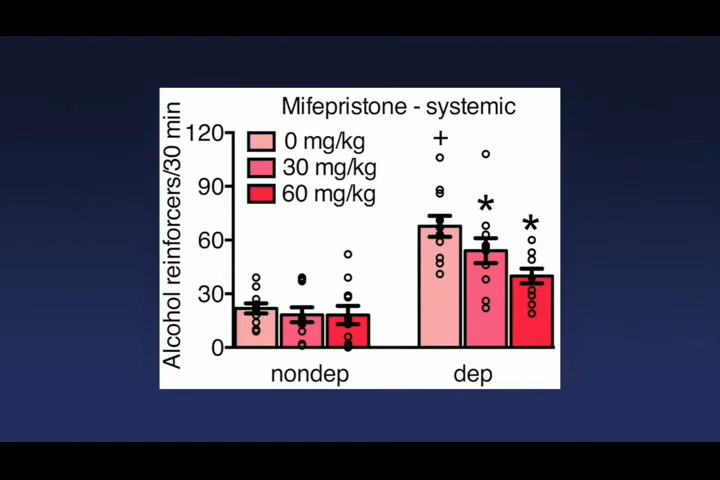 Mifepristone - systemic
Alcohol reinforcers/30 min
120
90
60
30
0
0 mg/kg
30 mg/kg
60 mg/kg
+
*
*
nondep
dep